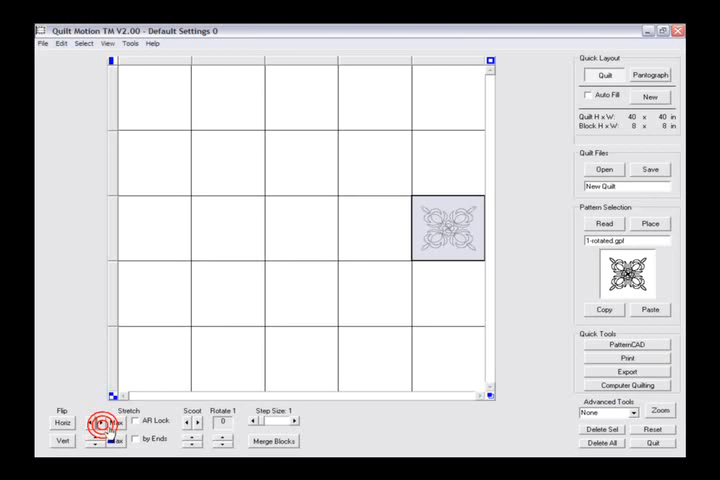 Quilt Motion TM V2.00 - Default Settings 0
File Edit Select View Tools Help
Quick Layout
Quilt Pantograph
Auto Fill New
Quilt H x W: 40 x 40 in
Block H x W: 8 x 8 in
Quilt Files
Open Save
New Quilt
Pattern Selection
Read Place
1-rotated.gpf
Copy Paste
Quick Tools
PatternCAD
Print
Export
Computer Quilting
Advanced Tools
None Zoom
Delete Sel Reset
Delete All Quit
Flip Stretch Scoot Rotate 1 Step Size: 1
Horiz Max AR Lock 0
Vert by Ends Merge Blocks